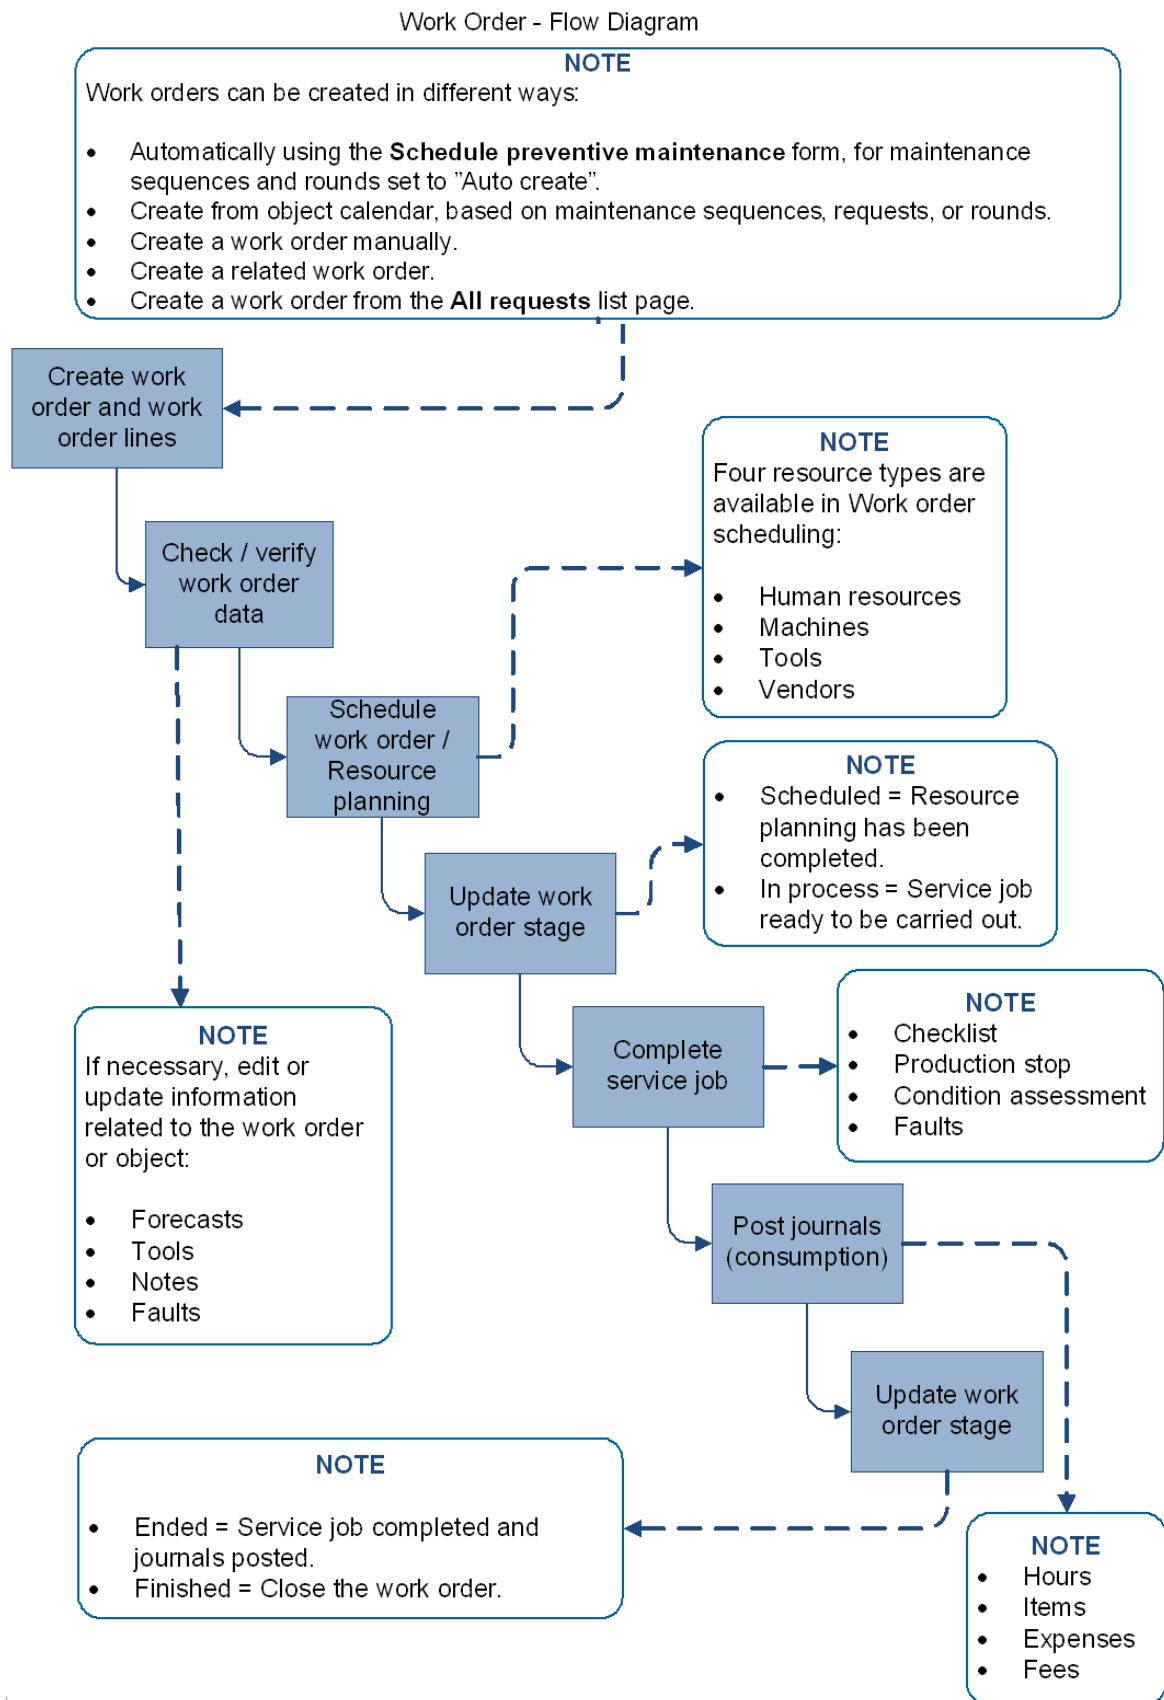 Work Order - Flow Diagram
NOTE
Work orders can be created in different ways:
• Automatically using the Schedule preventive maintenance form, for maintenance
sequences and rounds set to ”Auto create”.
• Create from object calendar, based on maintenance sequences, requests, or rounds.
• Create a work order manually.
• Create a related work order.
• Create a work order from the All requests list page.
Create work
order and work
order lines
NOTE
Four resource types are
available in Work order
scheduling:
• Human resources
• Machines
• Tools
• Vendors
Check / verify
work order
data
Schedule
work order /
Resource
planning
NOTE
• Scheduled = Resource
planning has been
completed.
• In process = Service job
ready to be carried out.
Update work
order stage
NOTE
• Checklist
• Production stop
• Condition assessment
• Faults
Complete
service job
NOTE
If necessary, edit or
update information
related to the work order
or object:
• Forecasts
• Tools
• Notes
• Faults
Post journals
(consumption)
Update work
order stage
NOTE
• Ended = Service job completed and
journals posted.
• Finished = Close the work order.
NOTE
• Hours
• Items
• Expenses
• Fees